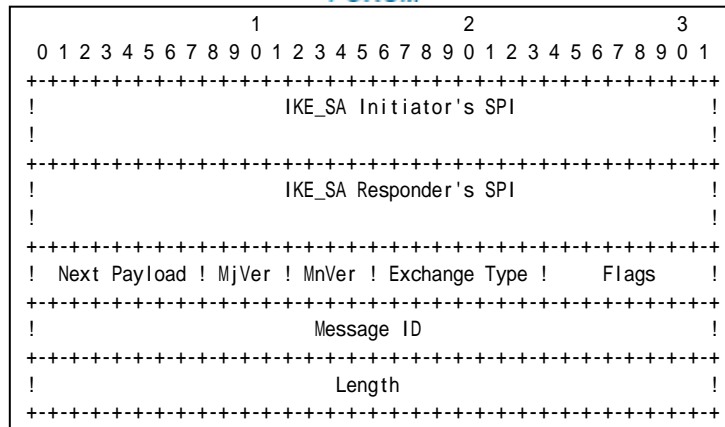 1 2 3
0 1 2 3 4 5 6 7 8 9 0 1 2 3 4 5 6 7 8 9 0 1 2 3 4 5 6 7 8 9 0 1
+-+-+-+-+-+-+-+-+-+-+-+-+-+-+-+-+-+-+-+-+-+-+-+-+-+-+-+-+-+-+-+-+
! IKE_SA Initiator's SPI !
! !
+-+-+-+-+-+-+-+-+-+-+-+-+-+-+-+-+-+-+-+-+-+-+-+-+-+-+-+-+-+-+-+-+
! IKE_SA Responder's SPI !
! !
+-+-+-+-+-+-+-+-+-+-+-+-+-+-+-+-+-+-+-+-+-+-+-+-+-+-+-+-+-+-+-+-+
! Next Payload ! MjVer ! MnVer ! Exchange Type ! Flags !
+-+-+-+-+-+-+-+-+-+-+-+-+-+-+-+-+-+-+-+-+-+-+-+-+-+-+-+-+-+-+-+-+
! Message ID !
+-+-+-+-+-+-+-+-+-+-+-+-+-+-+-+-+-+-+-+-+-+-+-+-+-+-+-+-+-+-+-+-+
! Length !
+-+-+-+-+-+-+-+-+-+-+-+-+-+-+-+-+-+-+-+-+-+-+-+-+-+-+-+-+-+-+-+-+